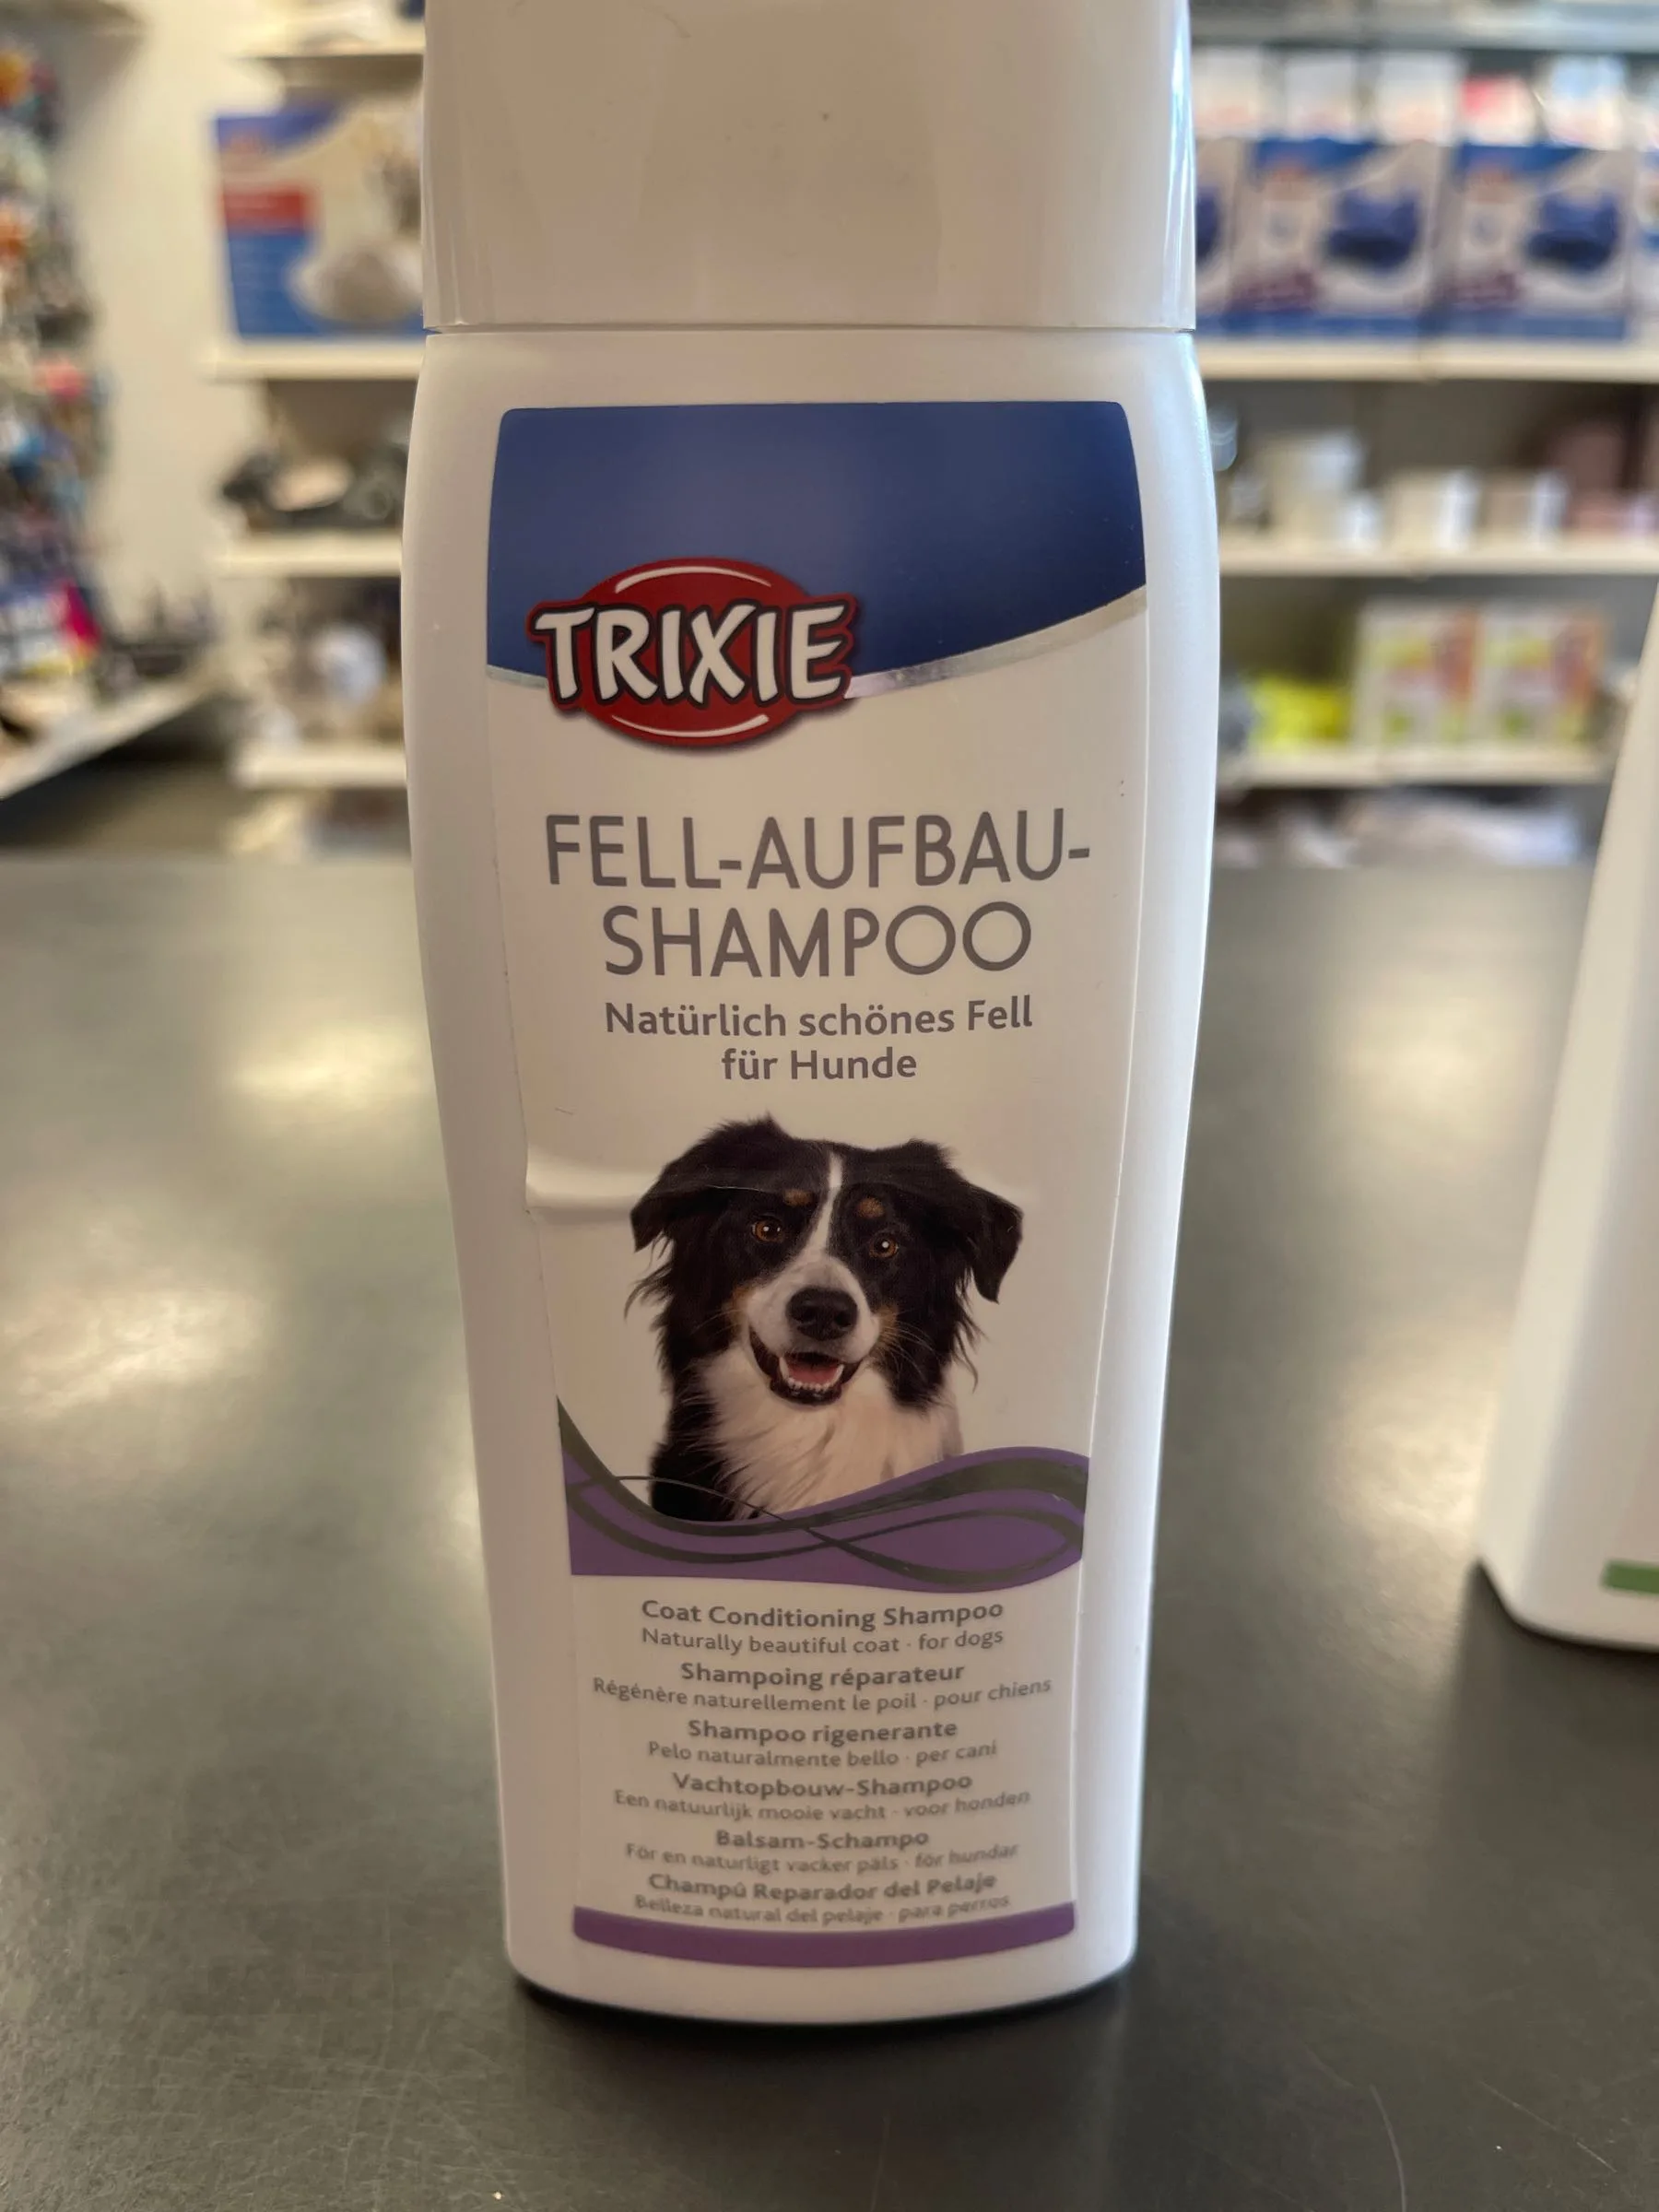 TRIXIE
FELL-AUFBAU-
SHAMPOO
Natürlich schönes Fell
für Hunde
Coat Conditioning Shampoo
Naturally beautiful coat · for dogs
Shampoing réparateur
Régénère naturellement le poil · pour chiens
Shampoo rigenerante
Pelo naturalmente bello · per cani
Vachtopbouw-Shampoo
Een natuurlijk mooie vacht · voor honden
Balsam-Schampo
För en naturligt vacker päls · för hundar
Champú Reparador del Pelaje
Belleza natural del pelaje · para perros